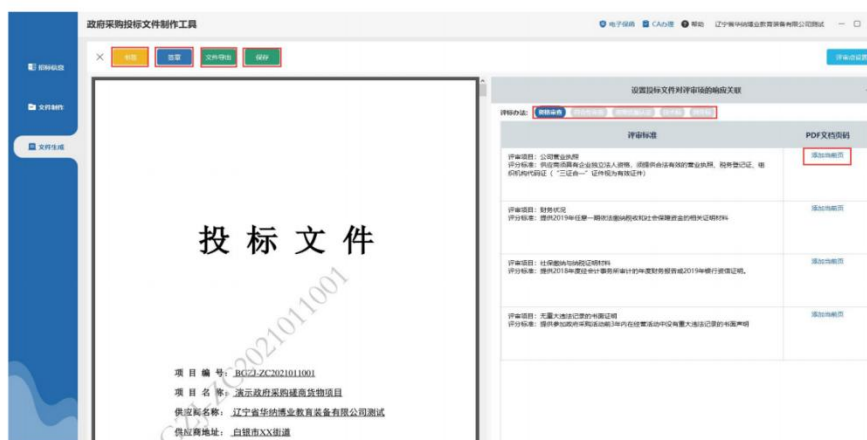 政府采购投标文件制作工具
电子保函 CA办理 帮助 辽宁省华纳博业教育装备有限公司测试
签章 文件导出 保存
招标信息
文件制作
文件生成
设置投标文件对评审项的响应关联
评标办法: 资格审查
评审标准 PDF文档页码
评审项目：公司营业执照
评分标准：供应商须具有企业独立法人资格、须提供合法有效的营业执照、税务登记证、组
织机构代码证（“三证合一”证件视为有效证件）
添加当前页
评审项目：财务状况
评分标准：提供2019年任意一期依法缴纳税收和社会保障资金的相关证明材料
添加当前页
评审项目：社保缴纳与纳税证明材料
评分标准：提供2018年度经会计事务所审计的年度财务报告或2019年银行资信证明。
添加当前页
评审项目：无重大违法记录的书面证明
评分标准：提供参加政府采购活动前3年内在经营活动中没有重大违法记录的书面声明
添加当前页
投标文件
项目编号：BGZJ-ZC2021011001
项目名称：演示政府采购磋商货物项目
供应商名称：辽宁省华纳博业教育装备有限公司测试
供应商地址：白银市XX街道
BGZJ-ZC2021011001